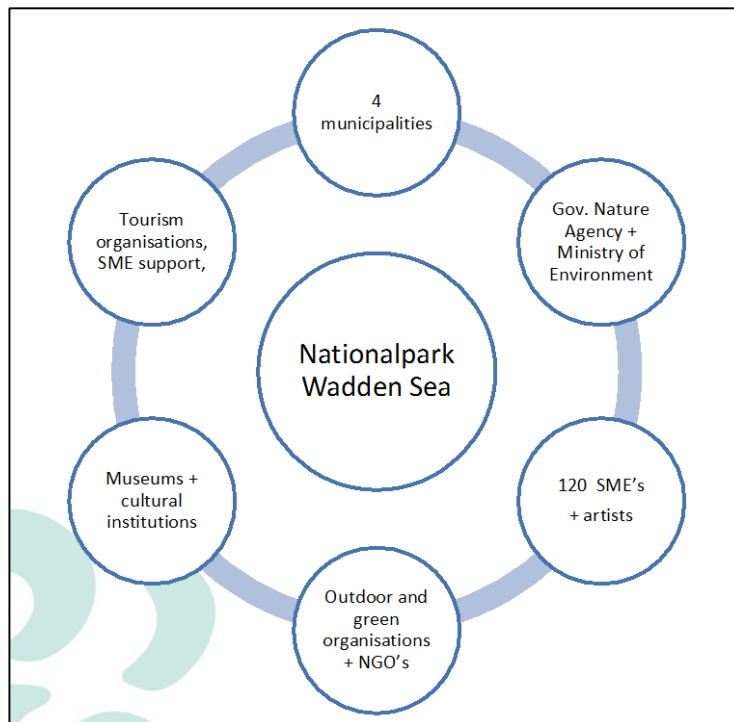 4
municipalities
Gov. Nature
Agency +
Ministry of
Environment
120 SME's
+ artists
Outdoor and
green
organisations
+ NGO's
Museums +
cultural
institutions
Tourism
organisations,
SME support,
Nationalpark
Wadden Sea